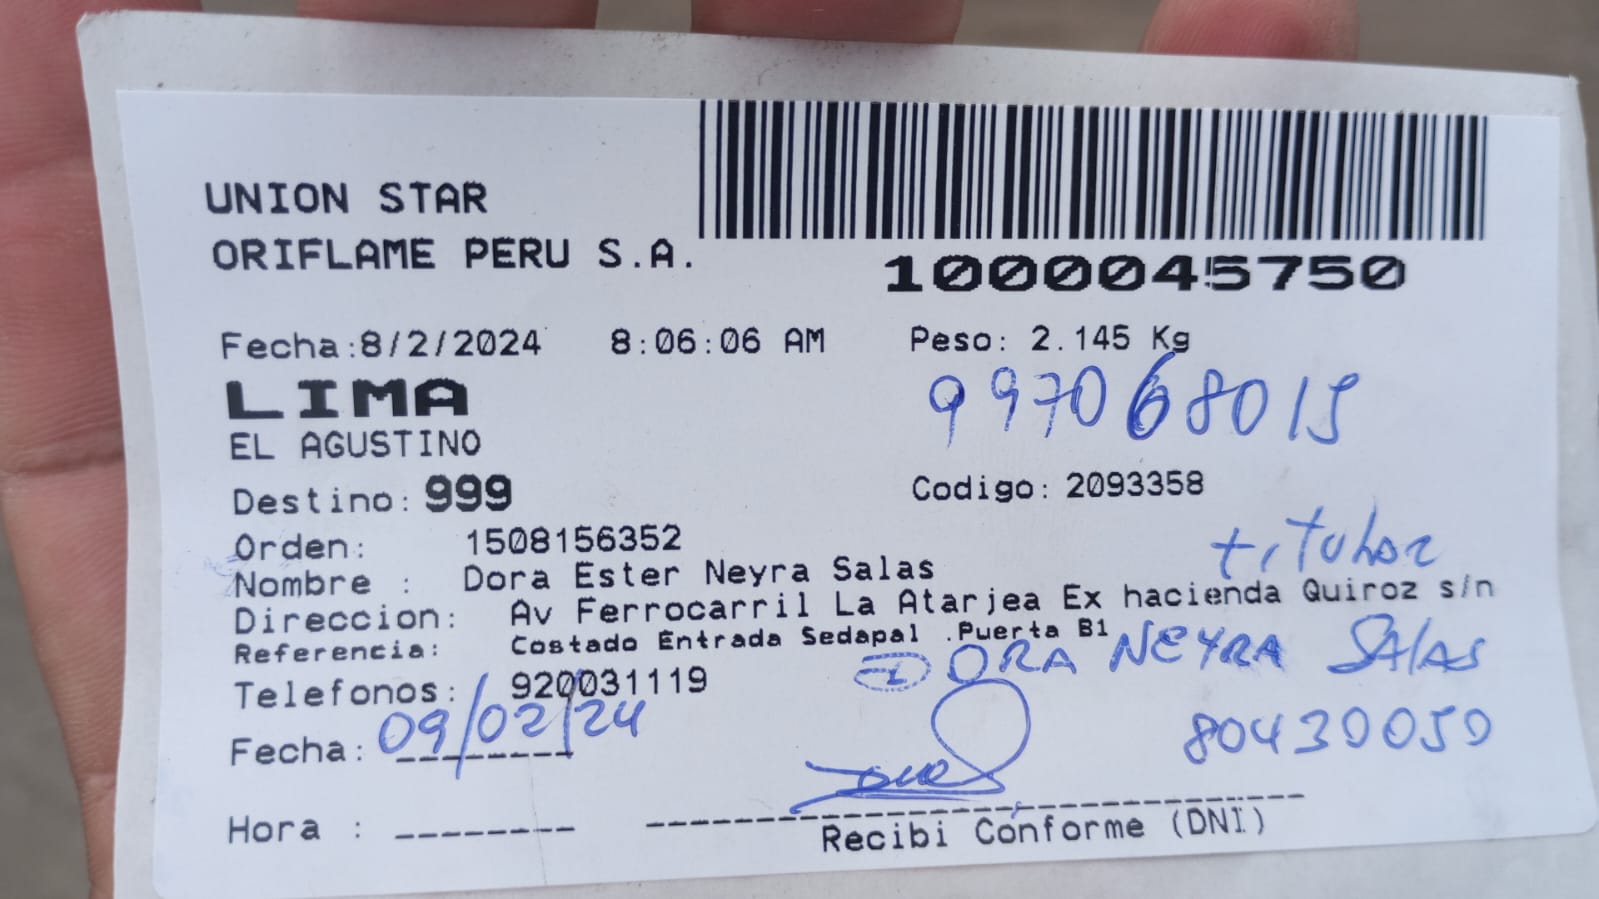 UNION STAR
ORIFLAME PERU S.A.
1000045750
Fecha:8/2/2024 8:06:06 AM Peso: 2.145 Kg
997068015
LIMA
EL AGUSTINO
Destino: 999 Codigo: 2093358
Orden: 1508156352
titular
Nombre : Dora Ester Neyra Salas
Direccion: Av Ferrocarril La Atarjea Ex hacienda Quiroz s/n
Referencia: Costado Entrada Sedapal .Puerta B1
DORA NEYRA SALAS
Telefonos: 920031119
Fecha: 09/02/24 80430050
Hora : --------
Recibi Conforme (DNI)